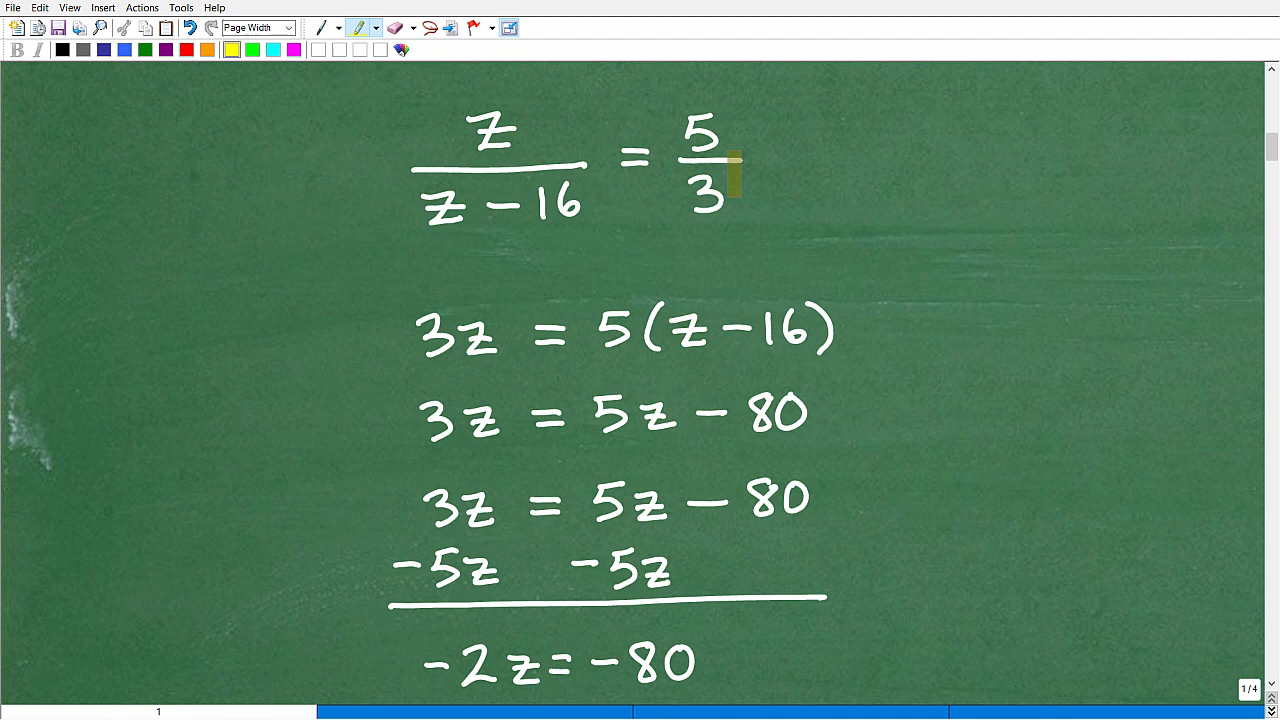 File Edit View Insert Actions Tools Help
Page Width
B I
z
z - 16
=
5
3
3z = 5(z - 16)
3z = 5z - 80
3z = 5z - 80
-5z -5z
-2z = -80
1/4
1